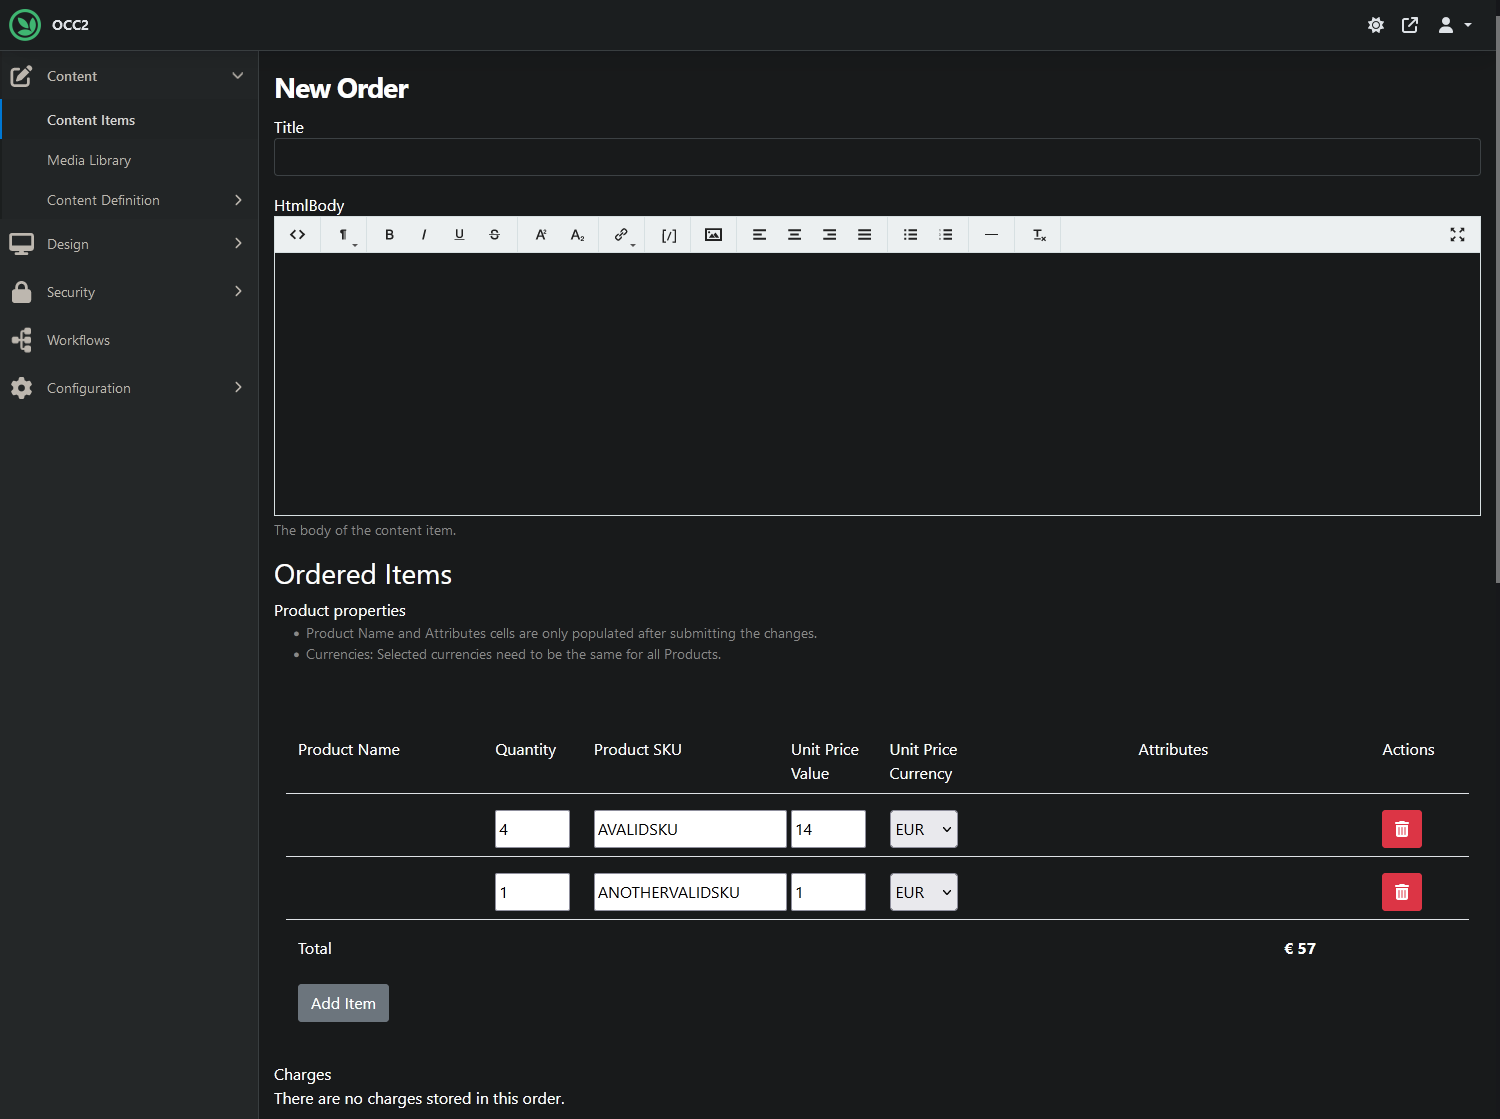 OCC2
Content
Content Items
Media Library
Content Definition
Design
Security
Workflows
Configuration
New Order
Title
HtmlBody
The body of the content item.
Ordered Items
Product properties
Product Name and Attributes cells are only populated after submitting the changes.
Currencies: Selected currencies need to be the same for all Products.
Product Name Quantity Product SKU Unit Price Value Unit Price Currency Attributes Actions
4 AVALIDSKU 14 EUR
1 ANOTHERVALIDSKU 1 EUR
Total € 57
Add Item
Charges
There are no charges stored in this order.